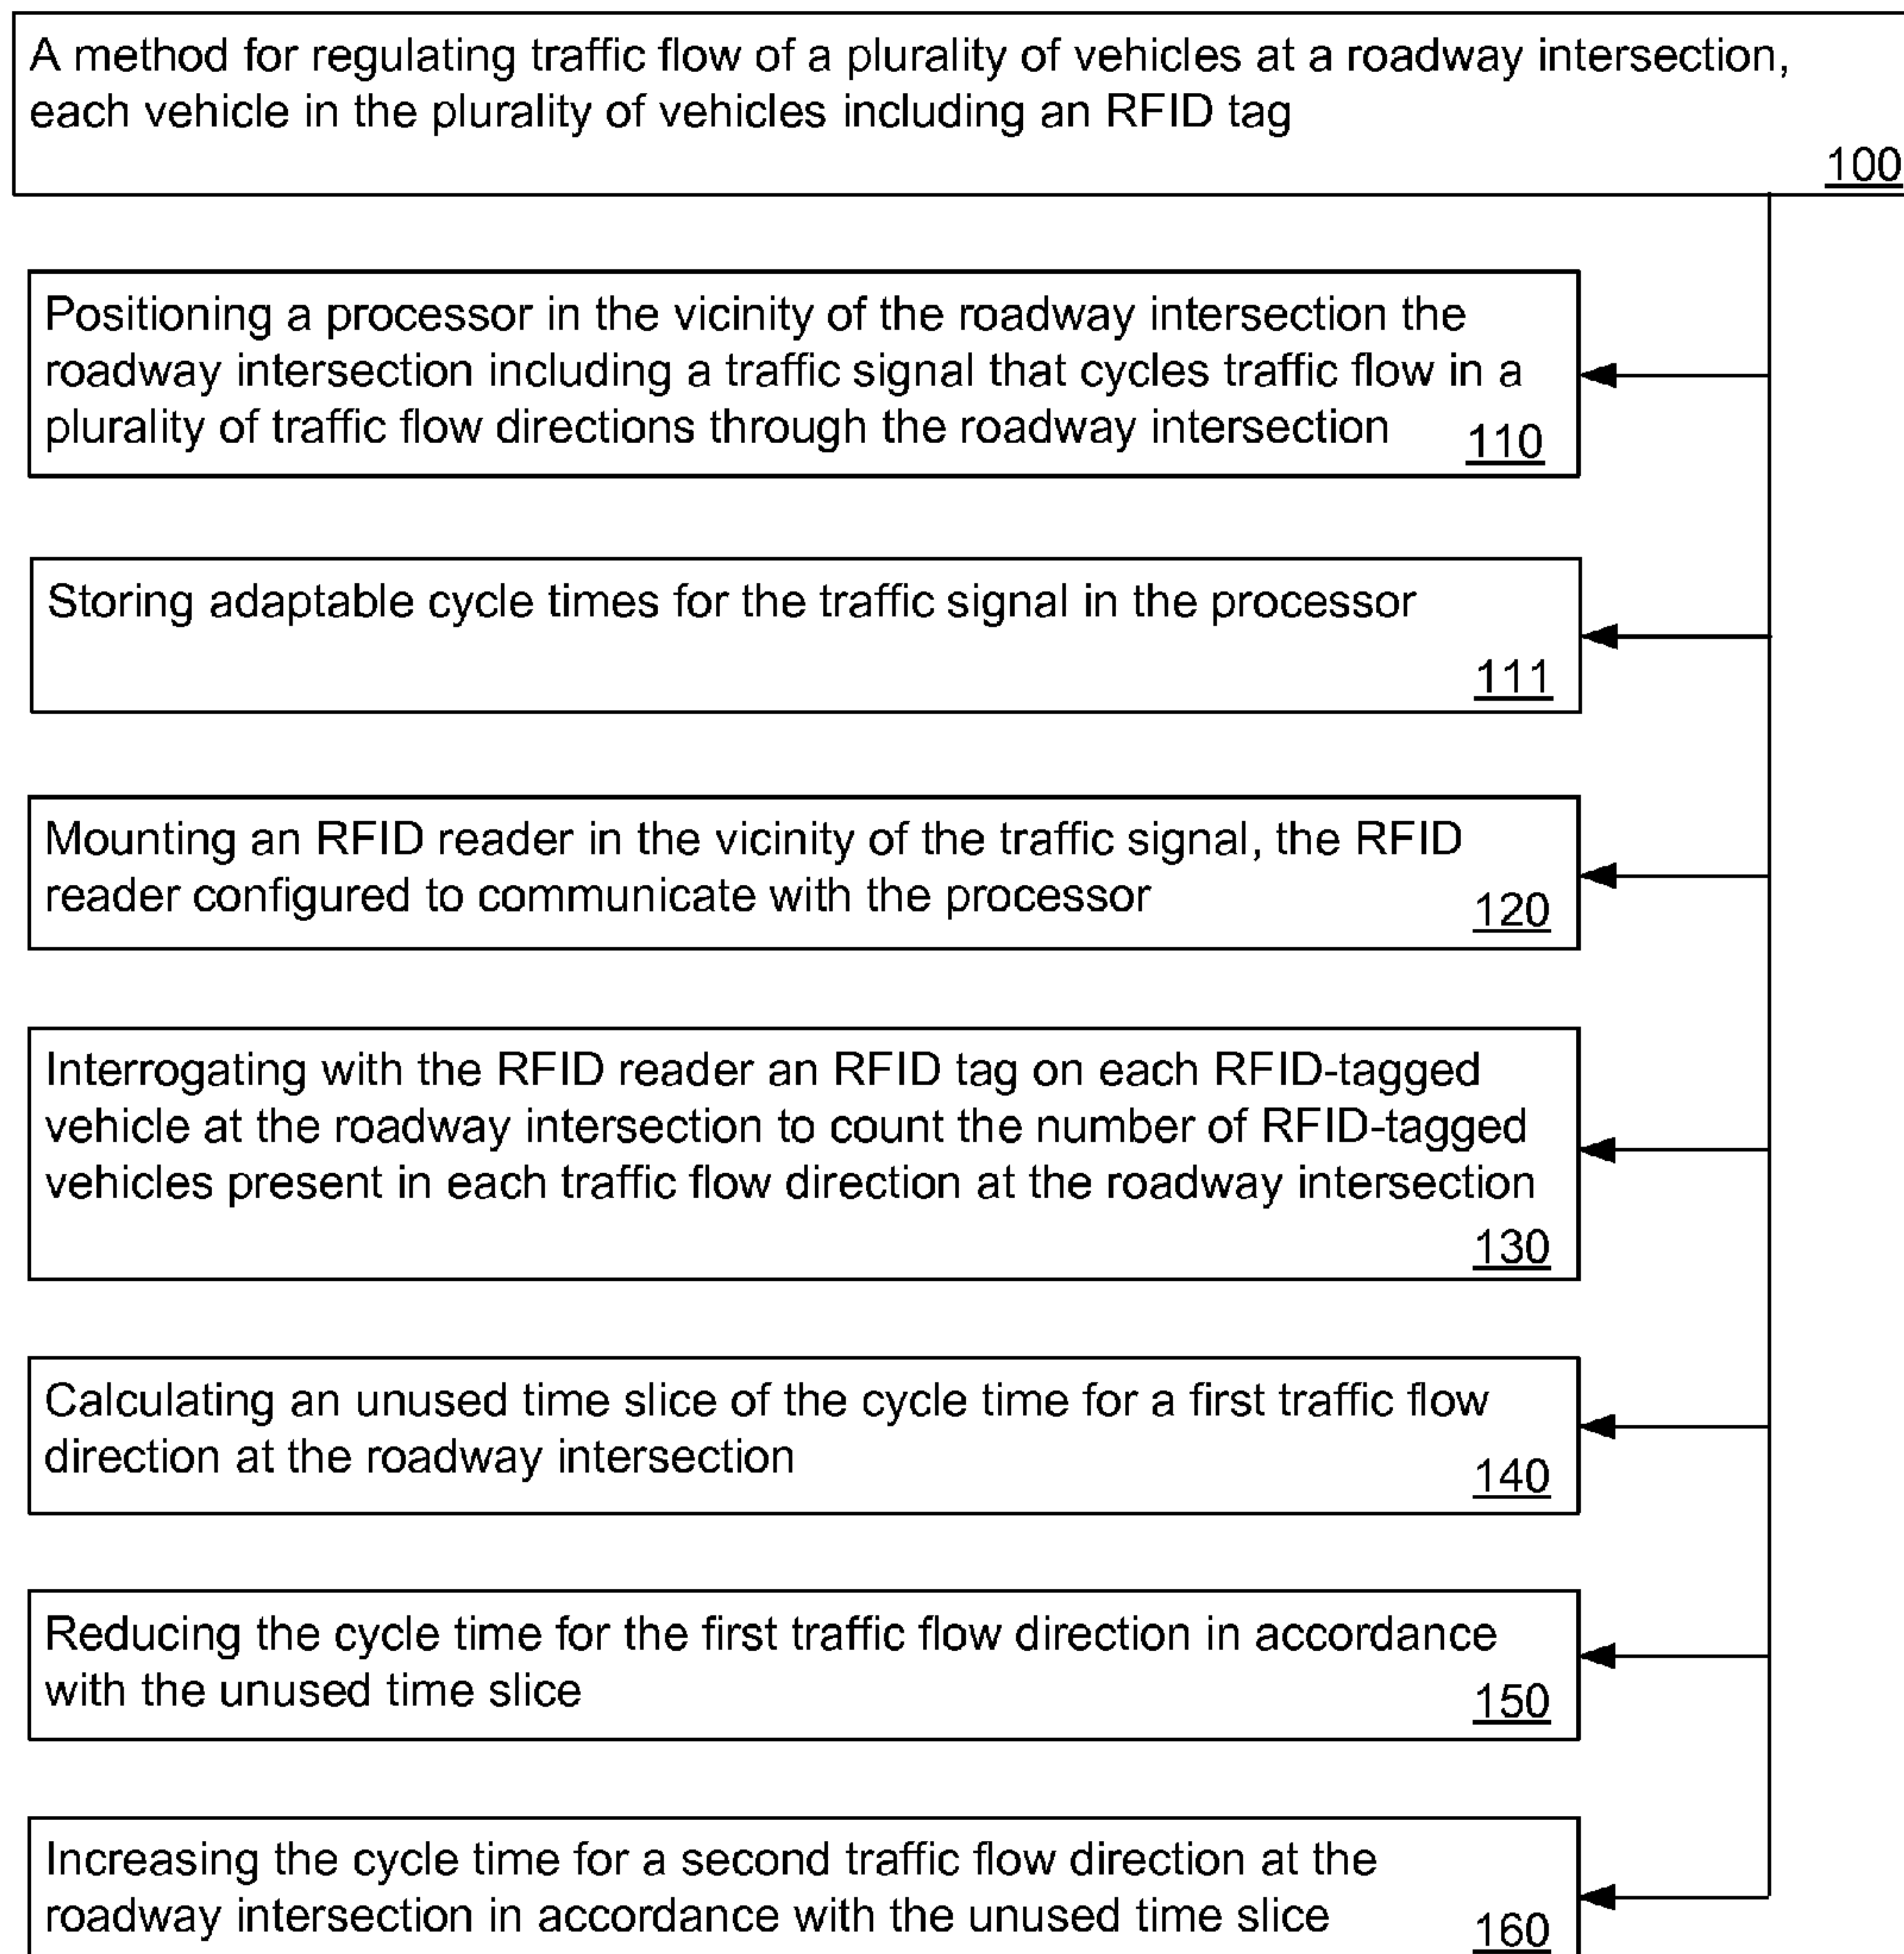 A method for regulating traffic flow of a plurality of vehicles at a roadway intersection,
each vehicle in the plurality of vehicles including an RFID tag
100
Positioning a processor in the vicinity of the roadway intersection the
roadway intersection including a traffic signal that cycles traffic flow in a
plurality of traffic flow directions through the roadway intersection 110
Storing adaptable cycle times for the traffic signal in the processor
111
Mounting an RFID reader in the vicinity of the traffic signal, the RFID
reader configured to communicate with the processor 120
Interrogating with the RFID reader an RFID tag on each RFID-tagged
vehicle at the roadway intersection to count the number of RFID-tagged
vehicles present in each traffic flow direction at the roadway intersection
130
Calculating an unused time slice of the cycle time for a first traffic flow
direction at the roadway intersection 140
Reducing the cycle time for the first traffic flow direction in accordance
with the unused time slice 150
Increasing the cycle time for a second traffic flow direction at the
roadway intersection in accordance with the unused time slice 160